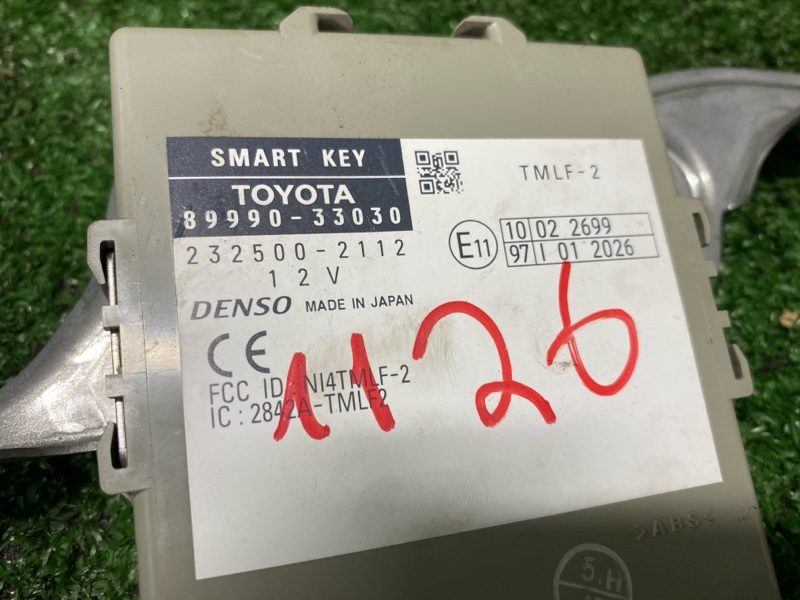 SMART KEY
TOYOTA
89990-33030
TMLF-2
232500-2112
12V
E11
10 02 2699
97 I 01 2026
DENSO MADE IN JAPAN
CE
FCC ID NI4TMLF-2
IC: 2842A-TMLF2
1126
>ABS<
5.H